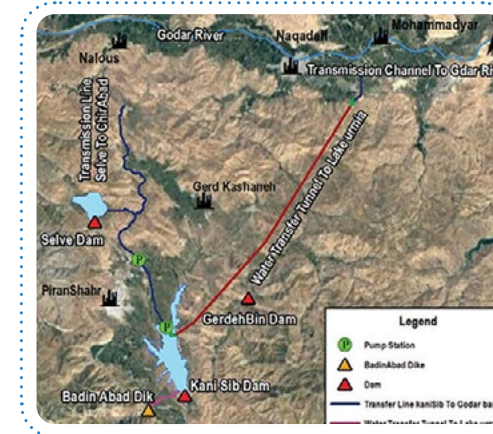 Mohammadyar
Godar River
Naqadeh
Nalous
Transmission Channel To Gdar Ri
Transmission Line
Selve To ChirAbad
Water Transfer Tunnel To Lake urmia
Gerd Kashaneh
Selve Dam
P
PiranShahr
GerdehBin Dam
P
Kani Sib Dam
Badin Abad Dik
Legend
P Pump Station
BadinAbad Dike
Dam
Transfer Line kaniSib To Godar ba
Water Transfer Tunnel To Lake urm